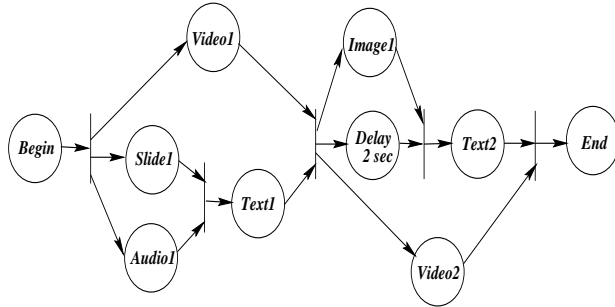 Video1
Image1
Begin
Slide1
Delay
2 sec
Text2
End
Text1
Audio1
Video2